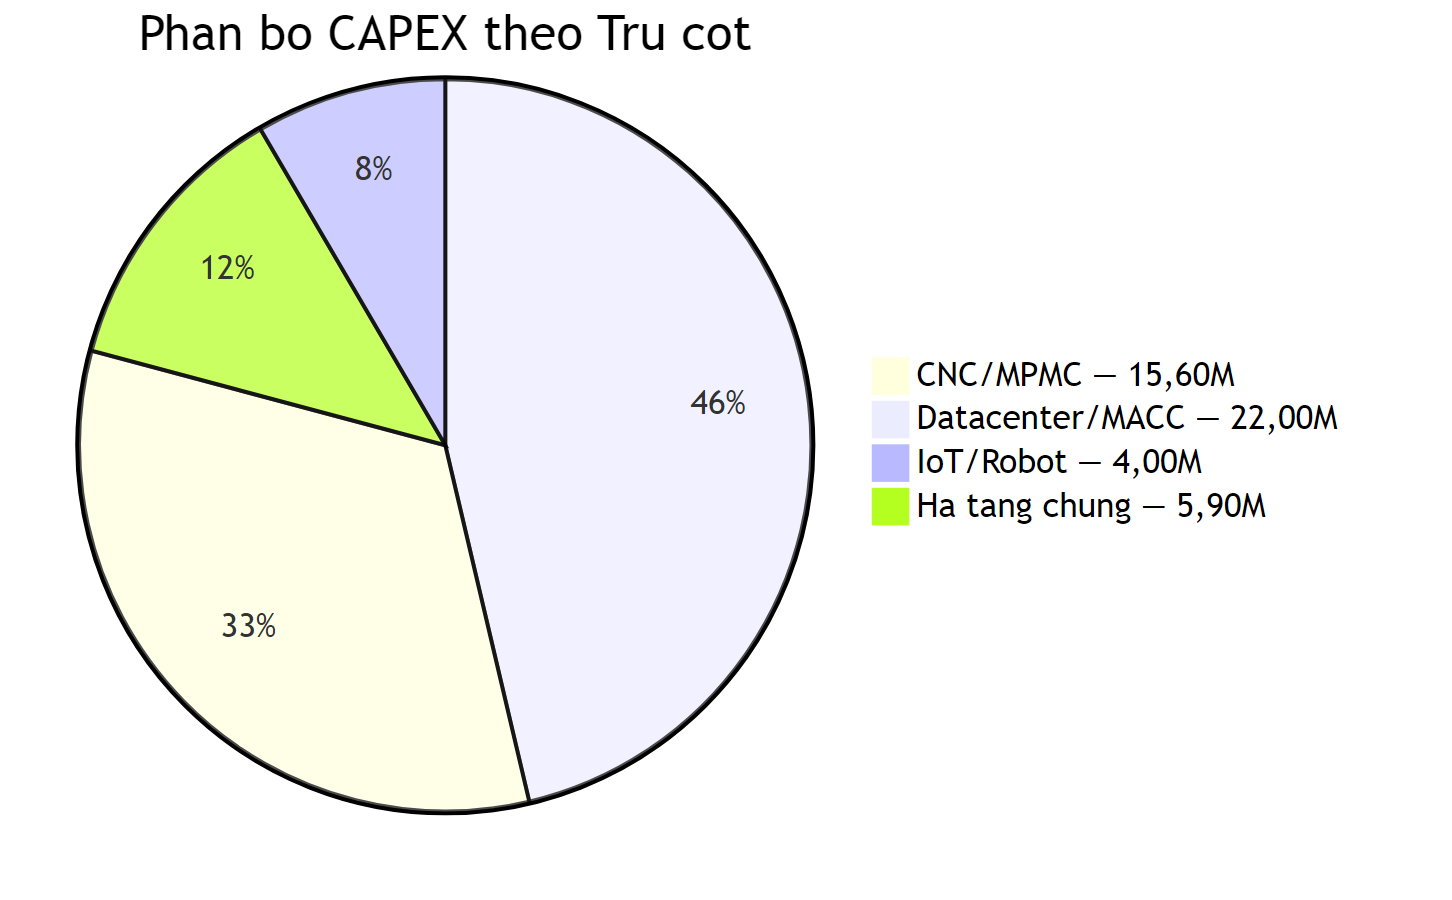 Phan bo CAPEX theo Tru cot
8%
12%
46%
33%
CNC/MPMC — 15,60M
Datacenter/MACC — 22,00M
IoT/Robot — 4,00M
Ha tang chung — 5,90M